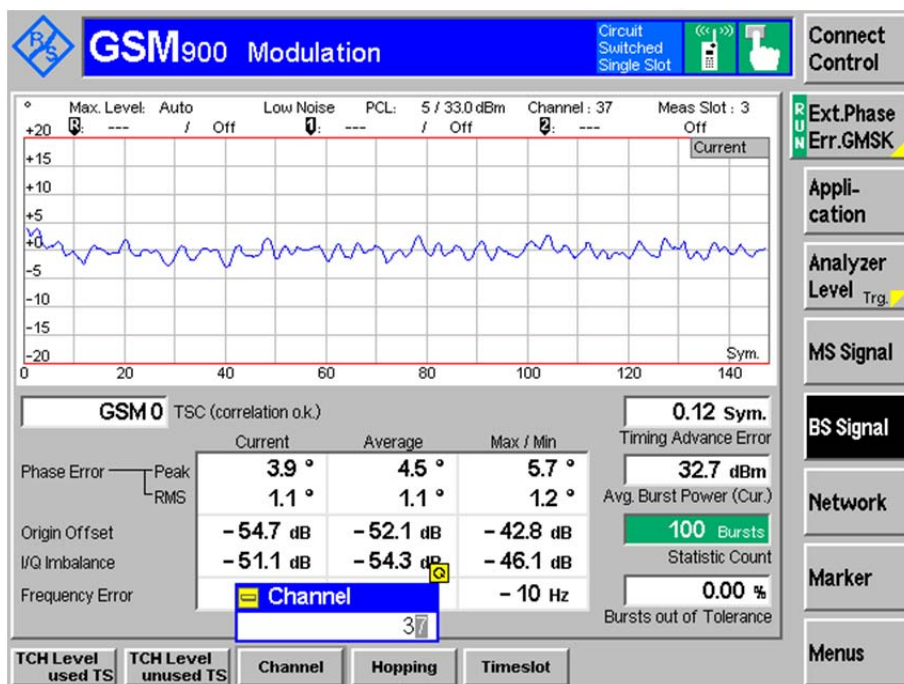 R&S GSM900 Modulation Circuit Switched Single Slot
Connect Control
° Max. Level: Auto Low Noise PCL: 5 / 33.0 dBm Channel : 37 Meas Slot : 3
R: --- / Off 1: --- / Off 2: --- Off
Current
+20
+15
+10
+5
+0
-5
-10
-15
-20
Sym.
0 20 40 60 80 100 120 140
RUN
Ext.Phase Err.GMSK
Appli-
cation
Analyzer
Level Trg.
MS Signal
BS Signal
Network
Marker
Menus
GSM 0 TSC (correlation o.k.)
Current Average Max / Min
Phase Error Peak 3.9 ° 4.5 ° 5.7 °
RMS 1.1 ° 1.1 ° 1.2 °
Origin Offset - 54.7 dB - 52.1 dB - 42.8 dB
I/Q Imbalance - 51.1 dB - 54.3 dB - 46.1 dB
Frequency Error - 10 Hz
0.12 Sym.
Timing Advance Error
32.7 dBm
Avg. Burst Power (Cur.)
100 Bursts
Statistic Count
0.00 %
Bursts out of Tolerance
Q
Channel
37
TCH Level
used TS
TCH Level
unused TS
Channel
Hopping
Timeslot